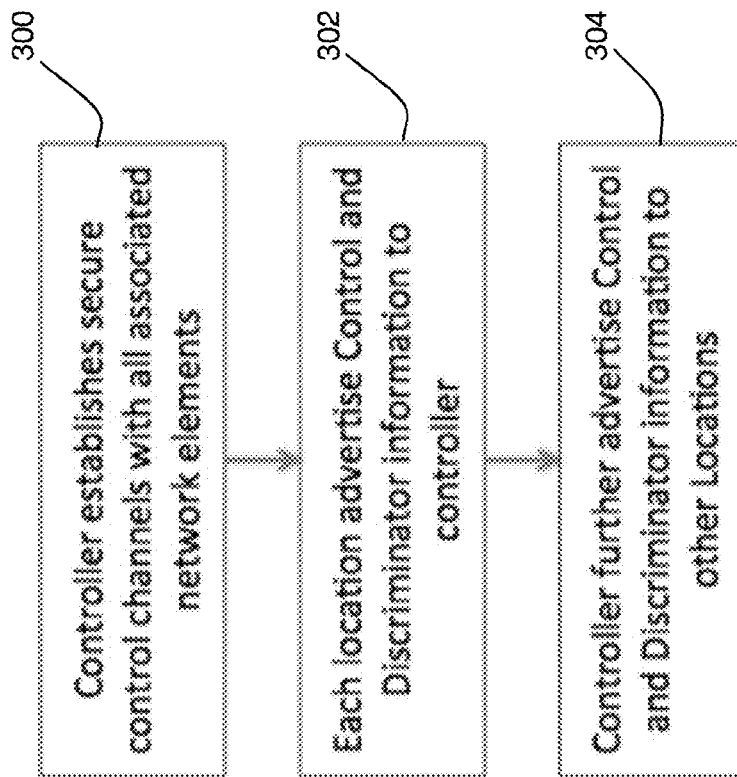 300
Controller establishes secure
control channels with all associated
network elements
302
Each location advertise Control and
Discriminator information to
controller
304
Controller further advertise Control
and Discriminator information to
other Locations